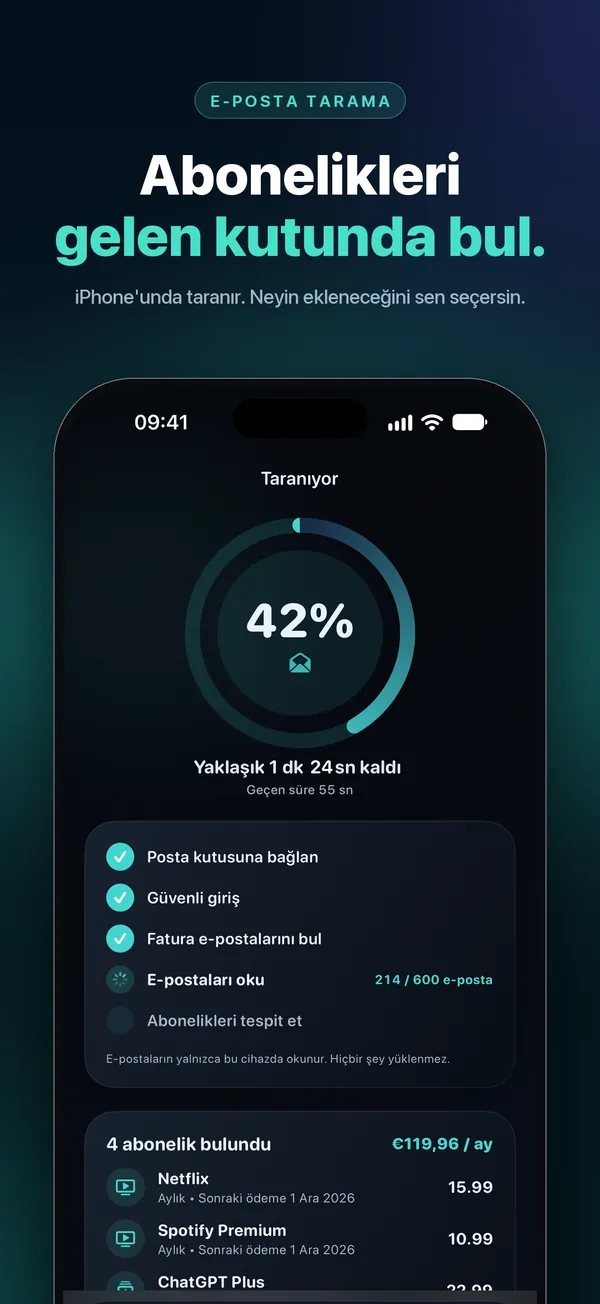 E-POSTA TARAMA
Abonelikleri
gelen kutunda bul.
iPhone'unda taranır. Neyin ekleneceğini sen seçersin.
09:41
Taranıyor
42%
Yaklaşık 1 dk 24sn kaldı
Geçen süre 55 sn
Posta kutusuna bağlan
Güvenli giriş
Fatura e-postalarını bul
E-postaları oku 214 / 600 e-posta
Abonelikleri tespit et
E-postaların yalnızca bu cihazda okunur. Hiçbir şey yüklenmez.
4 abonelik bulundu €119,96 / ay
Netflix
Aylık • Sonraki ödeme 1 Ara 2026 15.99
Spotify Premium
Aylık • Sonraki ödeme 1 Ara 2026 10.99
ChatGPT Plus
22.99